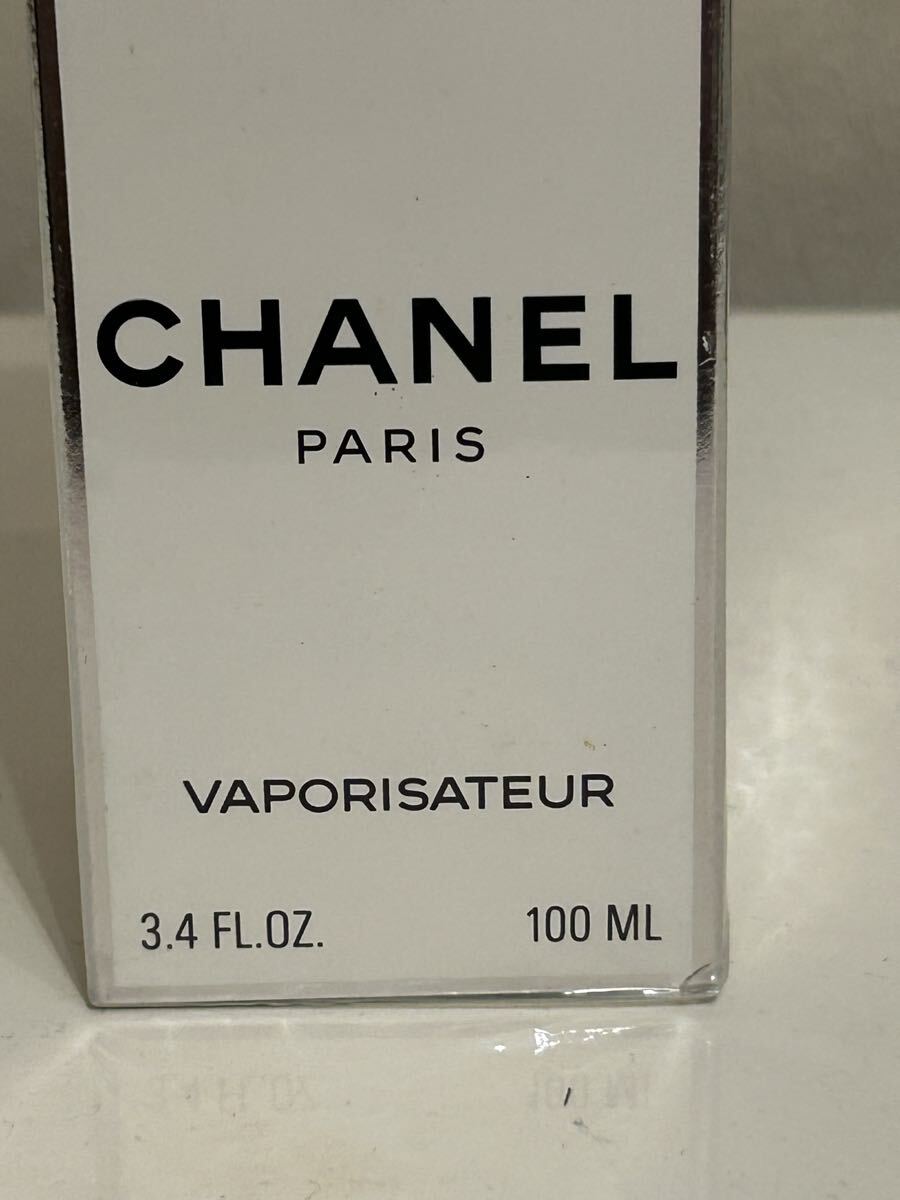 CHANEL
PARIS
VAPORISATEUR
3.4 FL.OZ. 100 ML